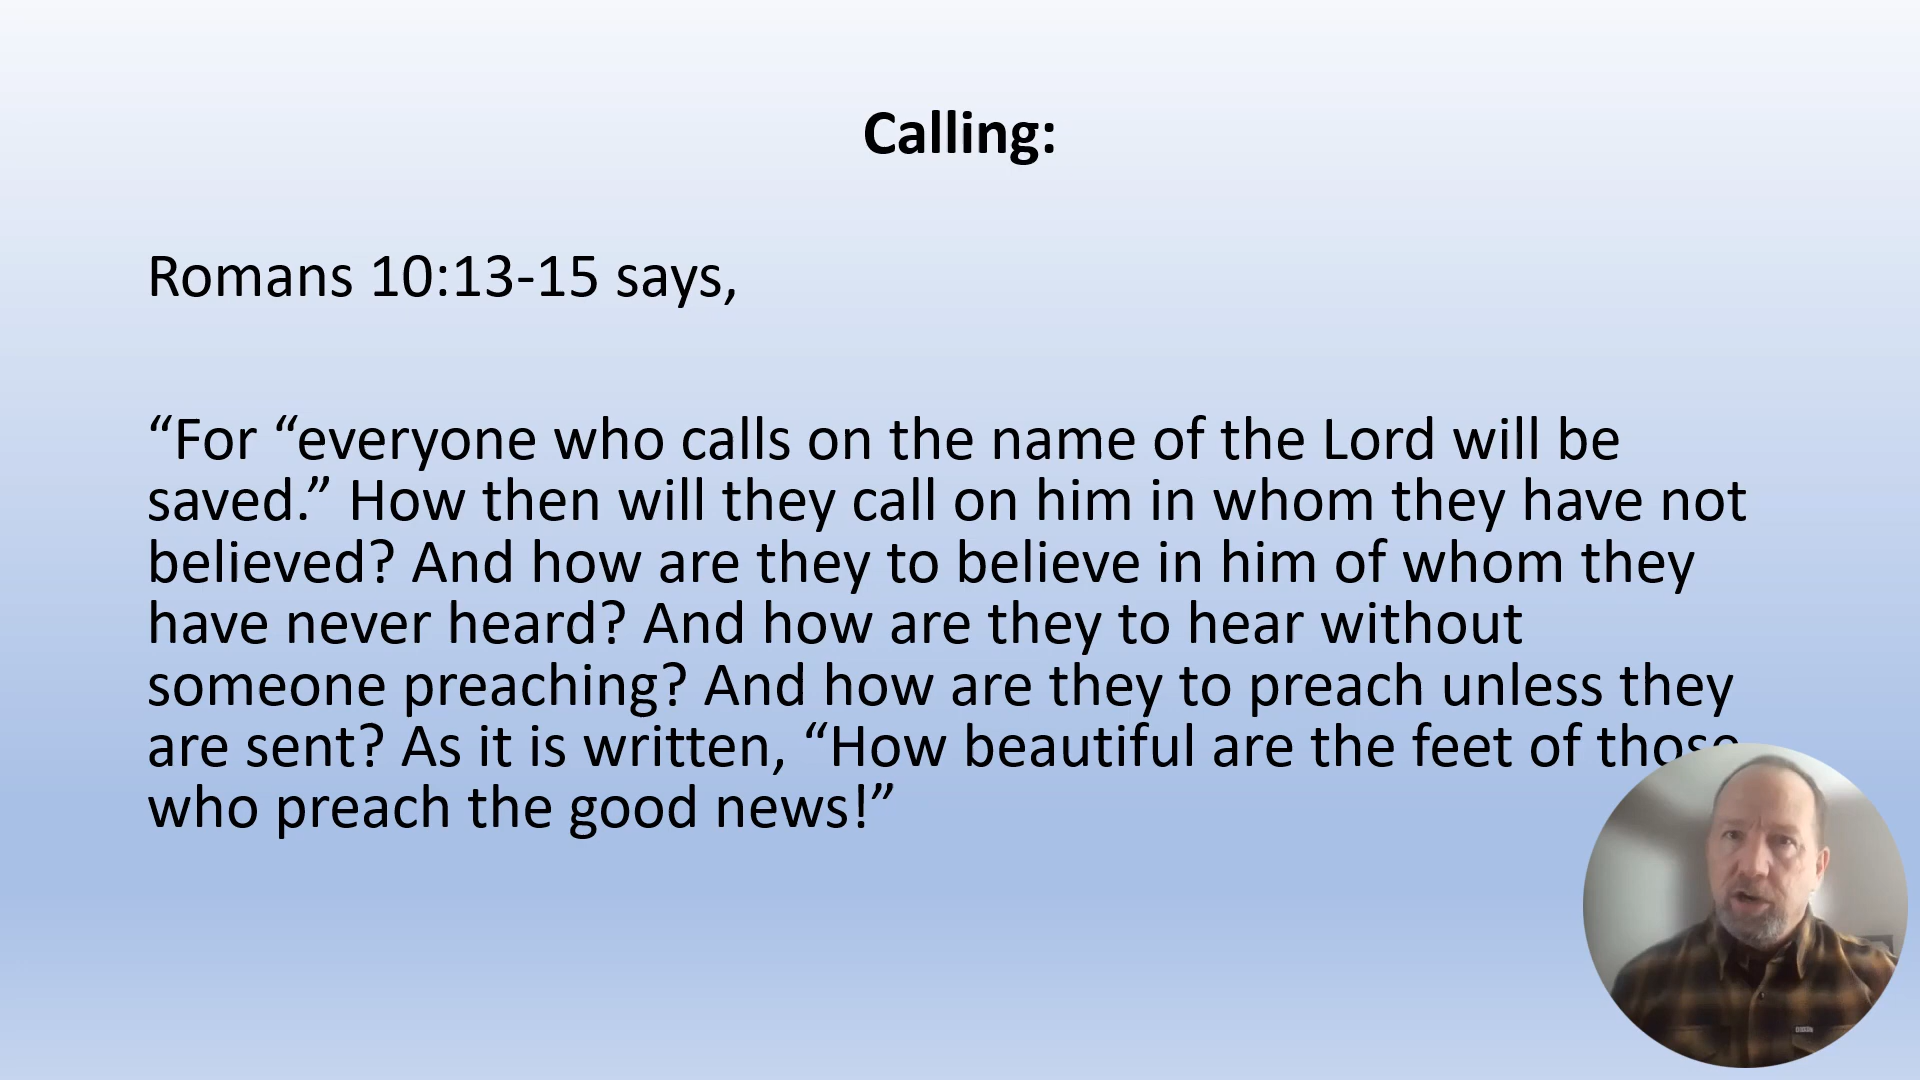 Calling:
Romans 10:13-15 says,
“For “everyone who calls on the name of the Lord will be
saved.” How then will they call on him in whom they have not
believed? And how are they to believe in him of whom they
have never heard? And how are they to hear without
someone preaching? And how are they to preach unless they
are sent? As it is written, “How beautiful are the feet of those
who preach the good news!”